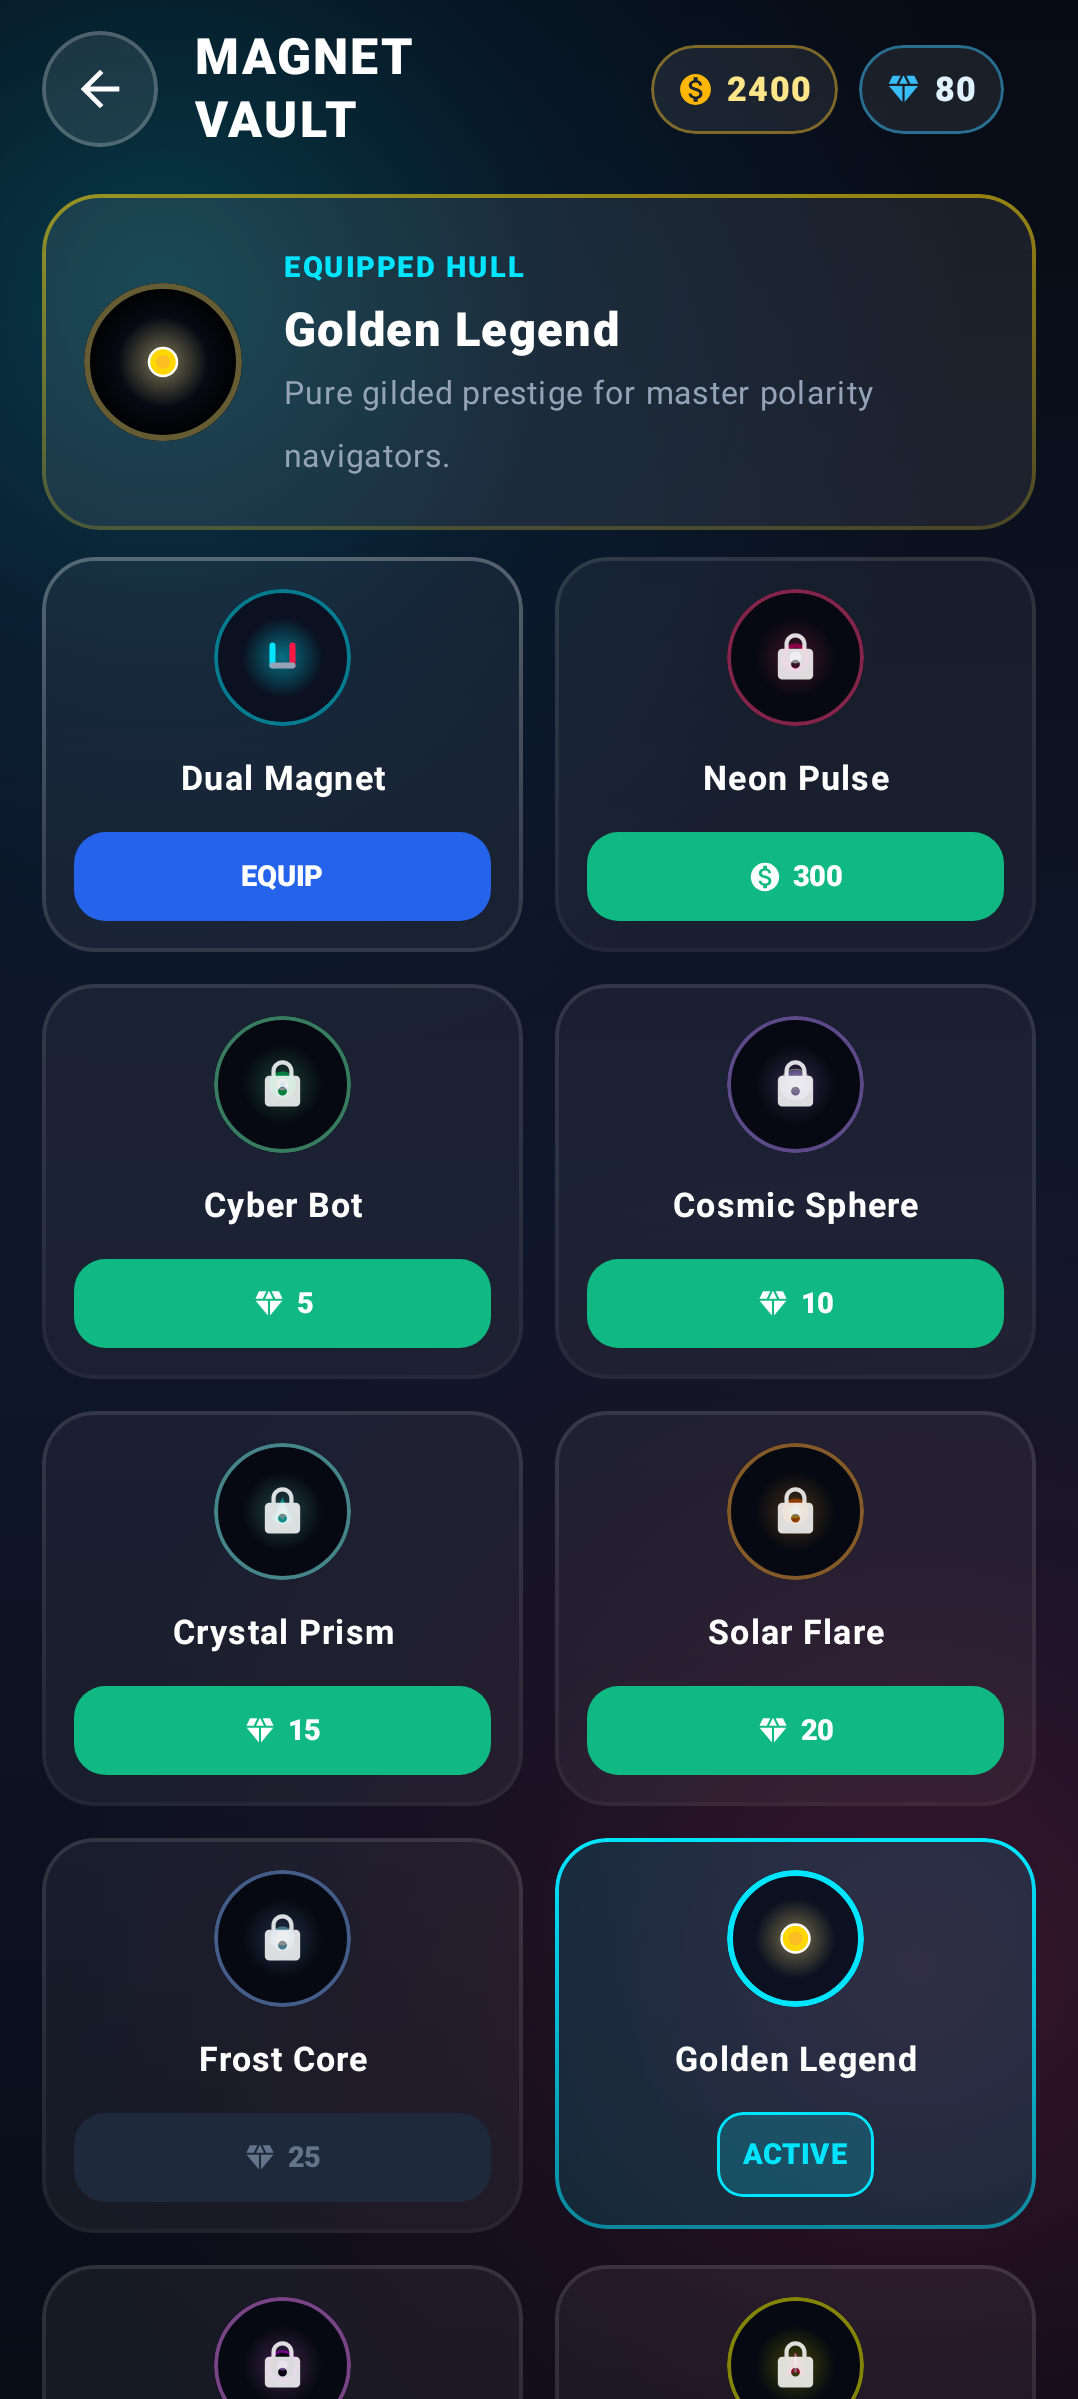 MAGNET
VAULT
2400
80
EQUIPPED HULL
Golden Legend
Pure gilded prestige for master polarity
navigators.
Dual Magnet
EQUIP
Neon Pulse
300
Cyber Bot
5
Cosmic Sphere
10
Crystal Prism
15
Solar Flare
20
Frost Core
25
Golden Legend
ACTIVE